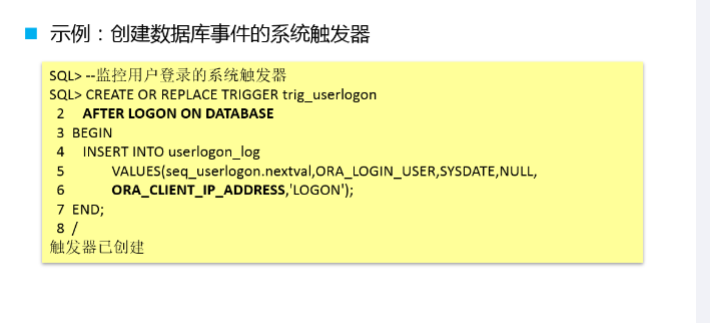 示例：创建数据库事件的系统触发器
SQL> --监控用户登录的系统触发器
SQL> CREATE OR REPLACE TRIGGER trig_userlogon
2 AFTER LOGON ON DATABASE
3 BEGIN
4 INSERT INTO userlogon_log
5 VALUES(seq_userlogon.nextval,ORA_LOGIN_USER,SYSDATE,NULL,
6 ORA_CLIENT_IP_ADDRESS,'LOGON');
7 END;
8 /
触发器已创建